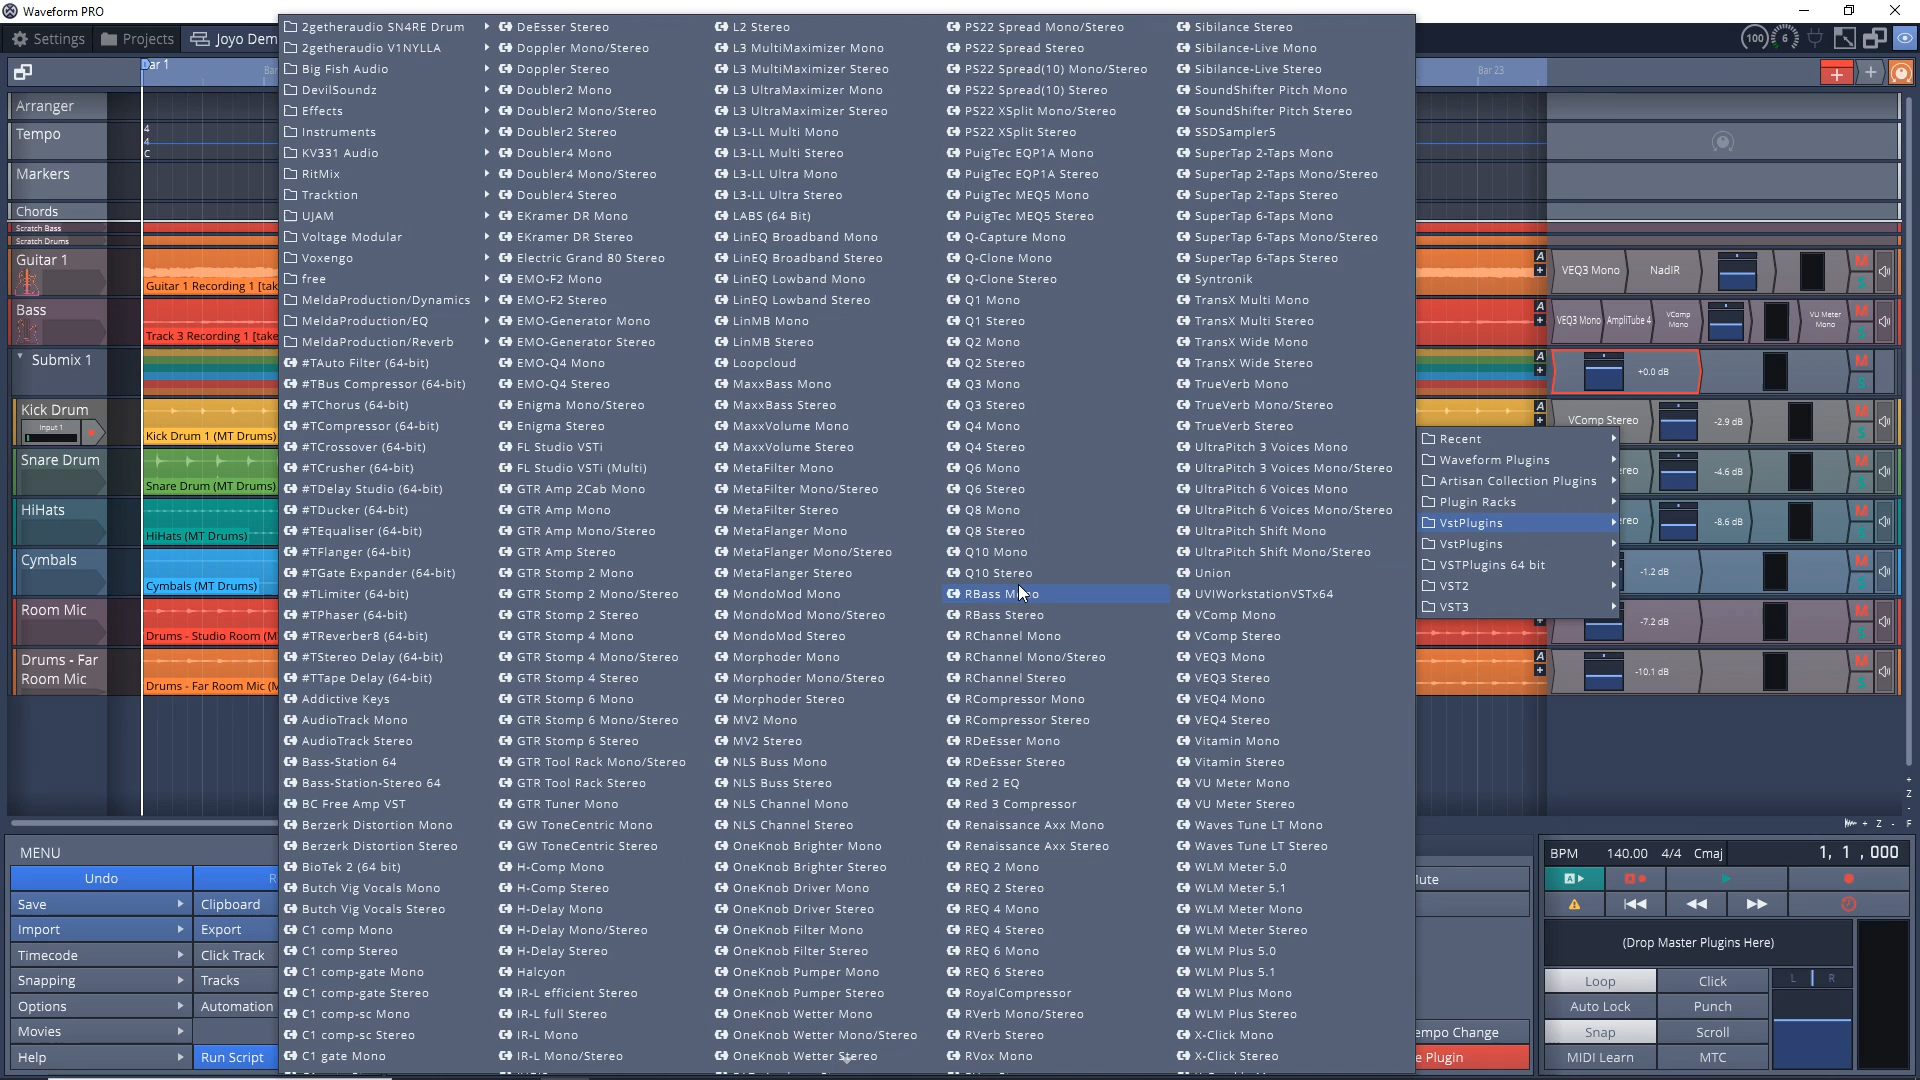 Waveform PRO
Settings
Projects
Joyo Dem
100
6
Bar 1
Bar 23
Arranger
Tempo
4
4
C
Markers
Chords
Scratch Bass
Scratch Drums
Guitar 1
Guitar 1 Recording 1 [tak
Bass
Track 3 Recording 1 [take
Submix 1
Kick Drum
Input 1
Kick Drum 1 (MT Drums)
Snare Drum
Snare Drum (MT Drums)
HiHats
HiHats (MT Drums)
Cymbals
Cymbals (MT Drums)
Room Mic
Drums - Studio Room (M
Drums - Far
Room Mic
Drums - Far Room Mic (M
2getheraudio SN4RE Drum
2getheraudio V1NYLLA
Big Fish Audio
DevilSoundz
Effects
Instruments
KV331 Audio
RitMix
Tracktion
UJAM
Voltage Modular
Voxengo
free
MeldaProduction/Dynamics
MeldaProduction/EQ
MeldaProduction/Reverb
#TAuto Filter (64-bit)
#TBus Compressor (64-bit)
#TChorus (64-bit)
#TCompressor (64-bit)
#TCrossover (64-bit)
#TCrusher (64-bit)
#TDelay Studio (64-bit)
#TDucker (64-bit)
#TEqualiser (64-bit)
#TFlanger (64-bit)
#TGate Expander (64-bit)
#TLimiter (64-bit)
#TPhaser (64-bit)
#TReverber8 (64-bit)
#TStereo Delay (64-bit)
#TTape Delay (64-bit)
Addictive Keys
AudioTrack Mono
AudioTrack Stereo
Bass-Station 64
Bass-Station-Stereo 64
BC Free Amp VST
Berzerk Distortion Mono
Berzerk Distortion Stereo
BioTek 2 (64 bit)
Butch Vig Vocals Mono
Butch Vig Vocals Stereo
C1 comp Mono
C1 comp Stereo
C1 comp-gate Mono
C1 comp-gate Stereo
C1 comp-sc Mono
C1 comp-sc Stereo
C1 gate Mono
DeEsser Stereo
Doppler Mono/Stereo
Doppler Stereo
Doubler2 Mono
Doubler2 Mono/Stereo
Doubler2 Stereo
Doubler4 Mono
Doubler4 Mono/Stereo
Doubler4 Stereo
EKramer DR Mono
EKramer DR Stereo
Electric Grand 80 Stereo
EMO-F2 Mono
EMO-F2 Stereo
EMO-Generator Mono
EMO-Generator Stereo
EMO-Q4 Mono
EMO-Q4 Stereo
Enigma Mono/Stereo
Enigma Stereo
FL Studio VSTi
FL Studio VSTi (Multi)
GTR Amp 2Cab Mono
GTR Amp Mono
GTR Amp Mono/Stereo
GTR Amp Stereo
GTR Stomp 2 Mono
GTR Stomp 2 Mono/Stereo
GTR Stomp 2 Stereo
GTR Stomp 4 Mono
GTR Stomp 4 Mono/Stereo
GTR Stomp 4 Stereo
GTR Stomp 6 Mono
GTR Stomp 6 Mono/Stereo
GTR Stomp 6 Stereo
GTR Tool Rack Mono/Stereo
GTR Tool Rack Stereo
GTR Tuner Mono
GW ToneCentric Mono
GW ToneCentric Stereo
H-Comp Mono
H-Comp Stereo
H-Delay Mono
H-Delay Mono/Stereo
H-Delay Stereo
Halcyon
IR-L efficient Stereo
IR-L full Stereo
IR-L Mono
IR-L Mono/Stereo
L2 Stereo
L3 MultiMaximizer Mono
L3 MultiMaximizer Stereo
L3 UltraMaximizer Mono
L3 UltraMaximizer Stereo
L3-LL Multi Mono
L3-LL Multi Stereo
L3-LL Ultra Mono
L3-LL Ultra Stereo
LABS (64 Bit)
LinEQ Broadband Mono
LinEQ Broadband Stereo
LinEQ Lowband Mono
LinEQ Lowband Stereo
LinMB Mono
LinMB Stereo
Loopcloud
MaxxBass Mono
MaxxBass Stereo
MaxxVolume Mono
MaxxVolume Stereo
MetaFilter Mono
MetaFilter Mono/Stereo
MetaFilter Stereo
MetaFlanger Mono
MetaFlanger Mono/Stereo
MetaFlanger Stereo
MondoMod Mono
MondoMod Mono/Stereo
MondoMod Stereo
Morphoder Mono
Morphoder Mono/Stereo
Morphoder Stereo
MV2 Mono
MV2 Stereo
NLS Buss Mono
NLS Buss Stereo
NLS Channel Mono
NLS Channel Stereo
OneKnob Brighter Mono
OneKnob Brighter Stereo
OneKnob Driver Mono
OneKnob Driver Stereo
OneKnob Filter Mono
OneKnob Filter Stereo
OneKnob Pumper Mono
OneKnob Pumper Stereo
OneKnob Wetter Mono
OneKnob Wetter Mono/Stereo
OneKnob Wetter Stereo
PS22 Spread Mono/Stereo
PS22 Spread Stereo
PS22 Spread(10) Mono/Stereo
PS22 Spread(10) Stereo
PS22 XSplit Mono/Stereo
PS22 XSplit Stereo
PuigTec EQP1A Mono
PuigTec EQP1A Stereo
PuigTec MEQ5 Mono
PuigTec MEQ5 Stereo
Q-Capture Mono
Q-Clone Mono
Q-Clone Stereo
Q1 Mono
Q1 Stereo
Q2 Mono
Q2 Stereo
Q3 Mono
Q3 Stereo
Q4 Mono
Q4 Stereo
Q6 Mono
Q6 Stereo
Q8 Mono
Q8 Stereo
Q10 Mono
Q10 Stereo
RBass Mono
RBass Stereo
RChannel Mono
RChannel Mono/Stereo
RChannel Stereo
RCompressor Mono
RCompressor Stereo
RDeEsser Mono
RDeEsser Stereo
Red 2 EQ
Red 3 Compressor
Renaissance Axx Mono
Renaissance Axx Stereo
REQ 2 Mono
REQ 2 Stereo
REQ 4 Mono
REQ 4 Stereo
REQ 6 Mono
REQ 6 Stereo
RoyalCompressor
RVerb Mono/Stereo
RVerb Stereo
RVox Mono
Sibilance Stereo
Sibilance-Live Mono
Sibilance-Live Stereo
SoundShifter Pitch Mono
SoundShifter Pitch Stereo
SSDSampler5
SuperTap 2-Taps Mono
SuperTap 2-Taps Mono/Stereo
SuperTap 2-Taps Stereo
SuperTap 6-Taps Mono
SuperTap 6-Taps Mono/Stereo
SuperTap 6-Taps Stereo
Syntronik
TransX Multi Mono
TransX Multi Stereo
TransX Wide Mono
TransX Wide Stereo
TrueVerb Mono
TrueVerb Mono/Stereo
TrueVerb Stereo
UltraPitch 3 Voices Mono
UltraPitch 3 Voices Mono/Stereo
UltraPitch 6 Voices Mono
UltraPitch 6 Voices Mono/Stereo
UltraPitch Shift Mono
UltraPitch Shift Mono/Stereo
Union
UVIWorkstationVSTx64
VComp Mono
VComp Stereo
VEQ3 Mono
VEQ3 Stereo
VEQ4 Mono
VEQ4 Stereo
Vitamin Mono
Vitamin Stereo
VU Meter Mono
VU Meter Stereo
Waves Tune LT Mono
Waves Tune LT Stereo
WLM Meter 5.0
WLM Meter 5.1
WLM Meter Mono
WLM Meter Stereo
WLM Plus 5.0
WLM Plus 5.1
WLM Plus Mono
WLM Plus Stereo
X-Click Mono
X-Click Stereo
Recent
Waveform Plugins
Artisan Collection Plugins
Plugin Racks
VstPlugins
VstPlugins
VSTPlugins 64 bit
VST2
VST3
A
VEQ3 Mono
NadIR
M
S
A
VEQ3 Mono
AmpliTube 4
VComp
Mono
VU Meter
Mono
M
S
A
+0.0 dB
M
S
A
VComp Stereo
-2.9 dB
M
S
ereo
-4.6 dB
M
S
ereo
-8.6 dB
M
S
-1.2 dB
M
S
-7.2 dB
M
S
A
-10.1 dB
M
S
MENU
Undo
Save
Clipboard
Import
Export
Timecode
Click Track
Snapping
Tracks
Options
Automation
Movies
Help
Run Script
ute
empo Change
e Plugin
+ Z - F
BPM 140.00 4/4 Cmaj 1, 1 , 000
(Drop Master Plugins Here)
Loop
Click
L
R
Auto Lock
Punch
Snap
Scroll
MIDI Learn
MTC